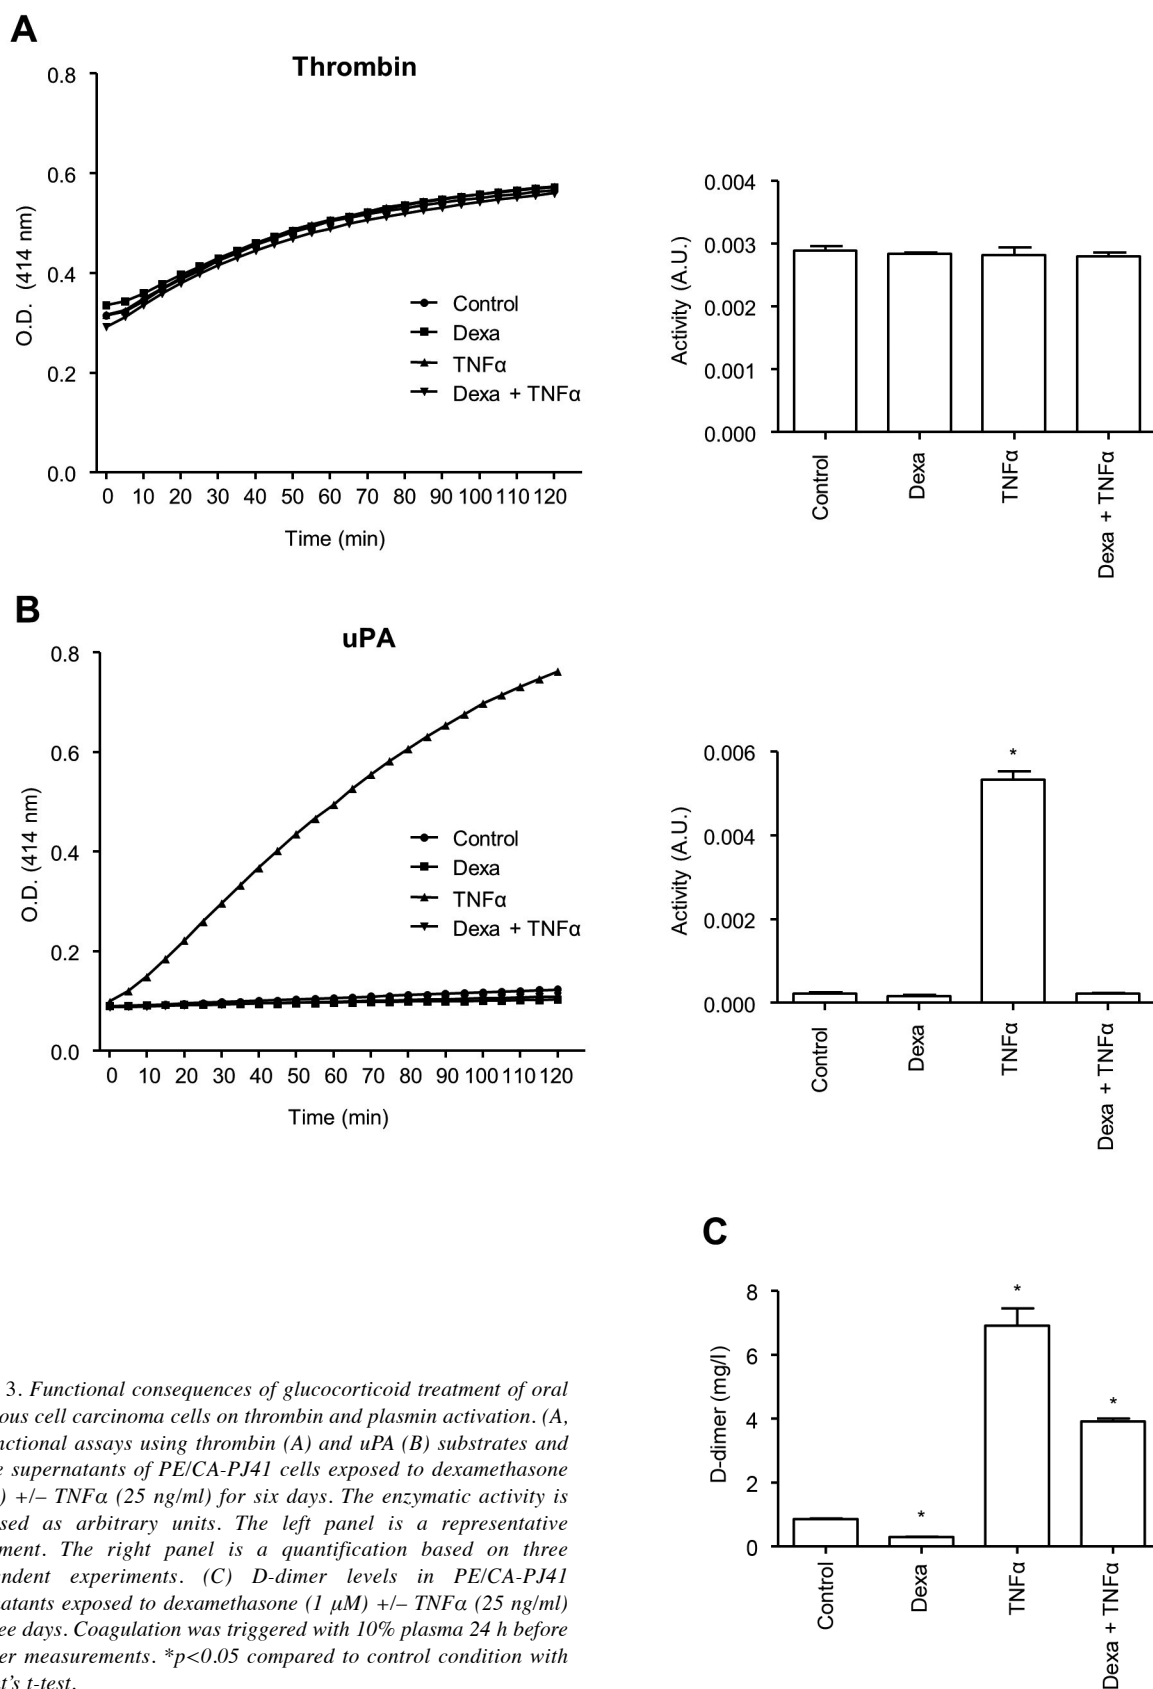 A
Thrombin
0.8
0.6
0.4
0.2
0.0
O.D. (414 nm)
Control
Dexa
TNFα
Dexa + TNFα
0 10 20 30 40 50 60 70 80 90 100 110 120
Time (min)
0.004
0.003
0.002
0.001
0.000
Activity (A.U.)
Control
Dexa
TNFα
Dexa + TNFα
B
uPA
0.8
0.6
0.4
0.2
0.0
O.D. (414 nm)
Control
Dexa
TNFα
Dexa + TNFα
0 10 20 30 40 50 60 70 80 90 100 110 120
Time (min)
0.006
0.004
0.002
0.000
Activity (A.U.)
*
Control
Dexa
TNFα
Dexa + TNFα
C
8
6
4
2
0
D-dimer (mg/l)
*
*
*
Control
Dexa
TNFα
Dexa + TNFα
3. Functional consequences of glucocorticoid treatment of oral
cell carcinoma cells on thrombin and plasmin activation. (A,
assays using thrombin (A) and uPA (B) substrates and
supernatants of PE/CA-PJ41 cells exposed to dexamethasone
) +/– TNFα (25 ng/ml) for six days. The enzymatic activity is
as arbitrary units. The left panel is a representative
The right panel is a quantification based on three
experiments. (C) D-dimer levels in PE/CA-PJ41
exposed to dexamethasone (1 μM) +/– TNFα (25 ng/ml)
days. Coagulation was triggered with 10% plasma 24 h before
measurements. *p<0.05 compared to control condition with
t-test.